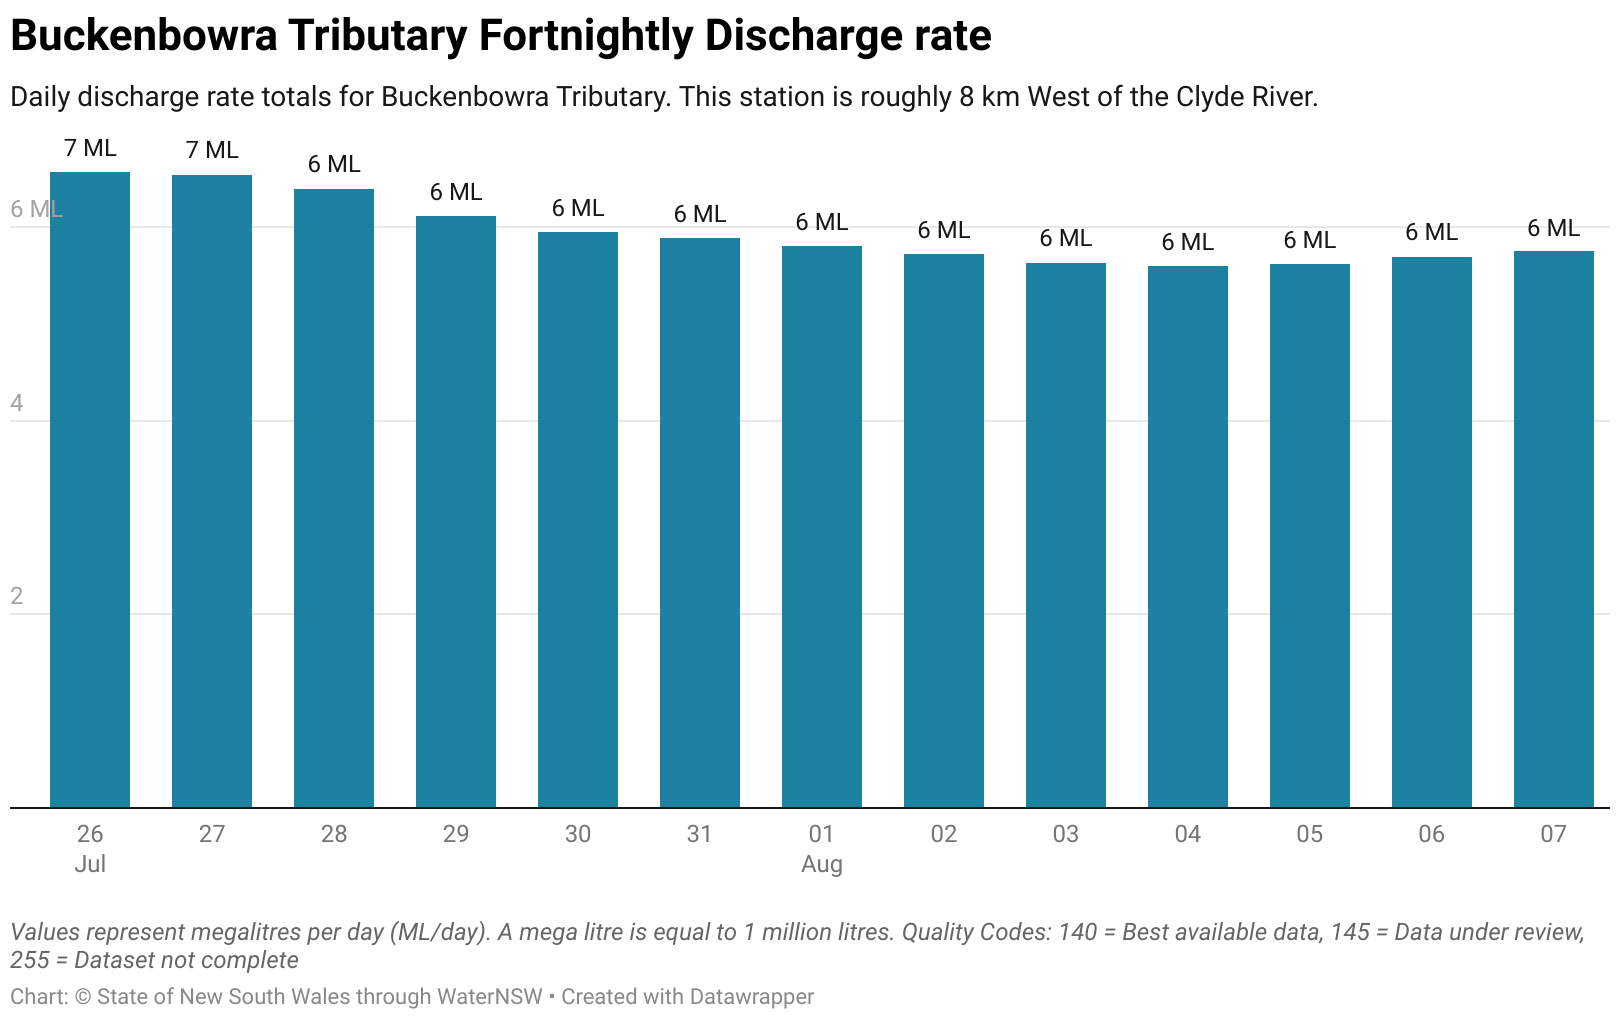 Buckenbowra Tributary Fortnightly Discharge rate
Daily discharge rate totals for Buckenbowra Tributary. This station is roughly 8 km West of the Clyde River.
7 ML
7 ML
6 ML
6 ML
6 ML
6 ML
6 ML
6 ML
6 ML
6 ML
6 ML
6 ML
6 ML
6 ML
4
2
26 27 28 29 30 31 01 02 03 04 05 06 07
Jul Aug
Values represent megalitres per day (ML/day). A mega litre is equal to 1 million litres. Quality Codes: 140 = Best available data, 145 = Data under review,
255 = Dataset not complete
Chart: © State of New South Wales through WaterNSW • Created with Datawrapper